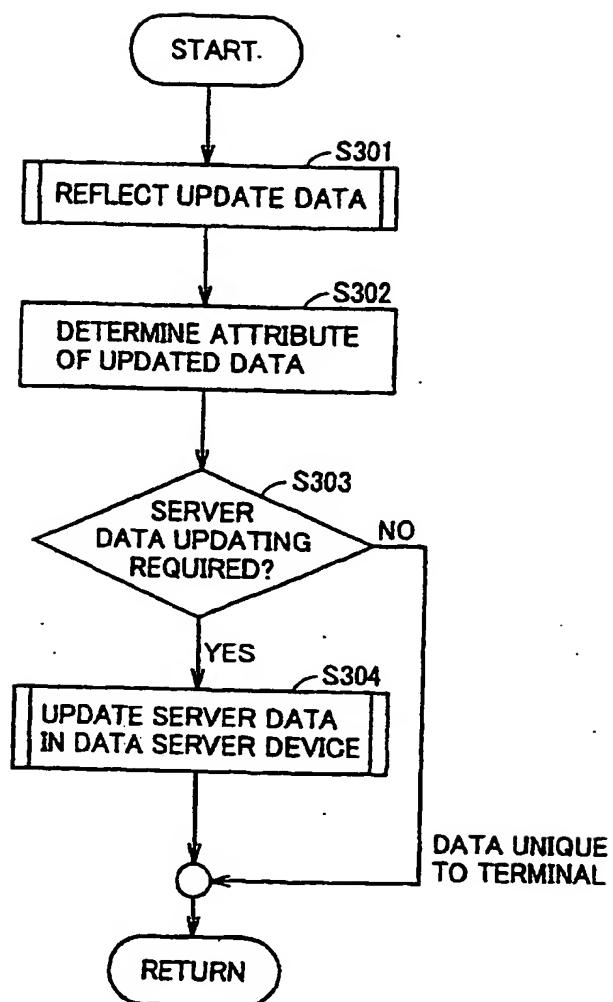 START
S301
REFLECT UPDATE DATA
S302
DETERMINE ATTRIBUTE
OF UPDATED DATA
S303
SERVER
DATA UPDATING
REQUIRED?
NO
YES
S304
UPDATE SERVER DATA
IN DATA SERVER DEVICE
DATA UNIQUE
TO TERMINAL
RETURN